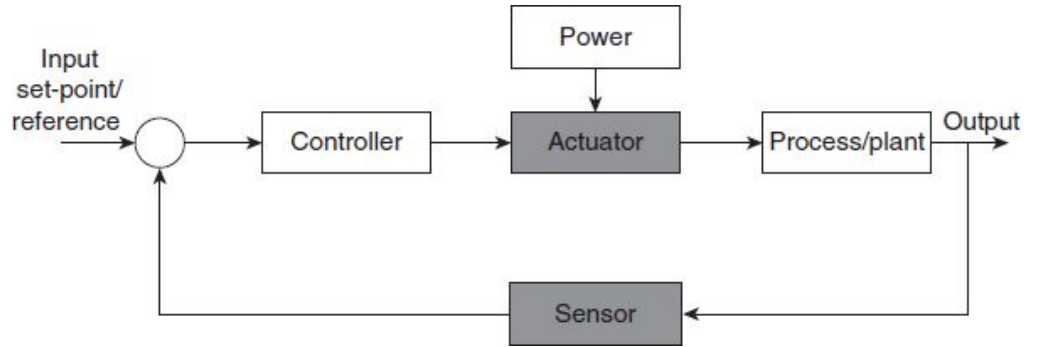 Power
Input
set-point/
reference
Controller
Actuator
Process/plant
Output
Sensor